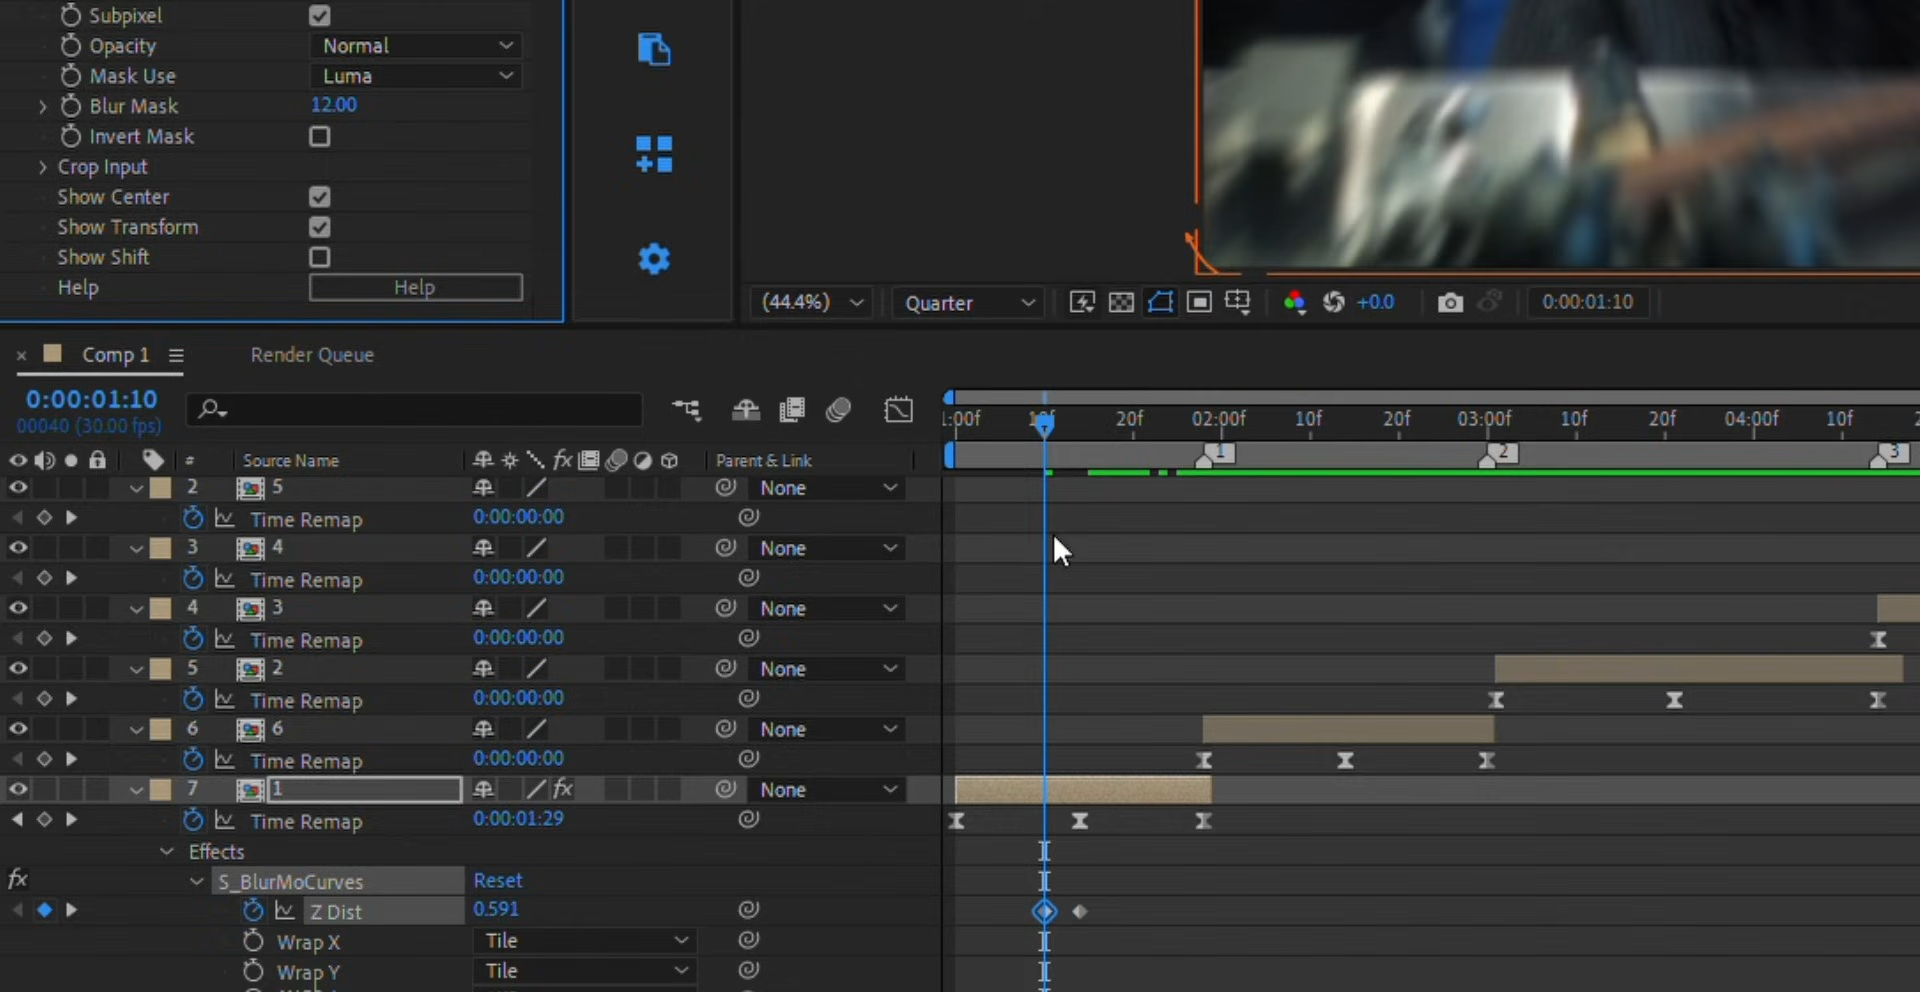 Subpixel
Opacity Normal
Mask Use Luma
Blur Mask 12.00
Invert Mask
Crop Input
Show Center
Show Transform
Show Shift
Help Help
(44.4%) Quarter +0.0 0:00:01:10
Comp 1 Render Queue
0:00:01:10
00040 (30.00 fps)
1:00f 10f 20f 02:00f 10f 20f 03:00f 10f 20f 04:00f 10f
# Source Name fx Parent & Link 1 2 3
2 5 None
Time Remap 0:00:00:00
3 4 None
Time Remap 0:00:00:00
4 3 None
Time Remap 0:00:00:00
5 2 None
Time Remap 0:00:00:00
6 6 None
Time Remap 0:00:00:00
7 1 fx None
Time Remap 0:00:01:29
Effects
fx S_BlurMoCurves Reset
Z Dist 0.591
Wrap X Tile
Wrap Y Tile